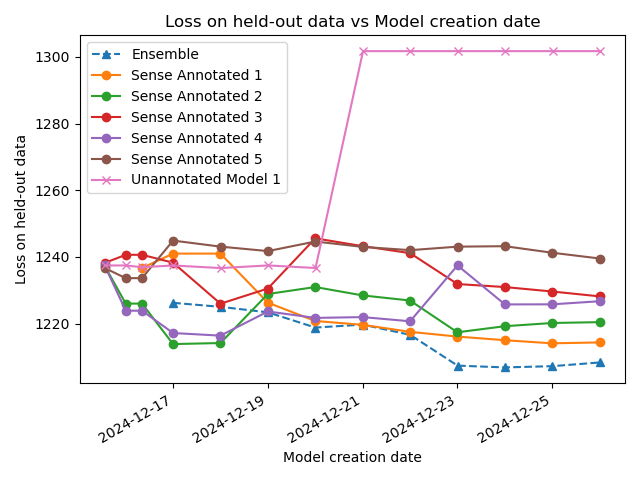 Loss on held-out data vs Model creation date
Loss on held-out data
1300
1280
1260
1240
1220
Ensemble
Sense Annotated 1
Sense Annotated 2
Sense Annotated 3
Sense Annotated 4
Sense Annotated 5
Unannotated Model 1
2024-12-17
2024-12-19
2024-12-21
2024-12-23
2024-12-25
Model creation date